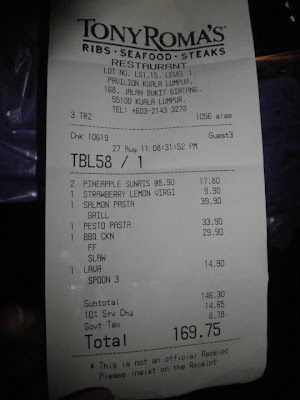 TONY ROMA'S
RIBS • SEAFOOD • STEAKS
RESTAURANT
LOT NO. LG1.15. LEVEL 1.
PAVILION KUALA LUMPUR.
168. JALAN BUKIT BINTANG.
55100 KUALA LUMPUR.
TEL: +603-2143 3278
3 TR2 1056 alam
Chk 10619 Guest3
27 Aug 11 08:31:52 PM
TBL58 / 1
2 PINEAPPLE SUNRIS @8.90 17.80
1 STRAWBERRY LEMON VIRGI 9.90
1 SALMON PASTA 39.90
GRILL
1 PESTO PASTA 33.90
1 BBQ CKN 29.90
FF
SLAW
1 LAVA 14.90
SPOON 3
Subtotal 146.30
10% Srv Chg 14.65
Govt Tax 8.78
Total 169.75
* This is not an official Receipt
Please insist on the Receipt